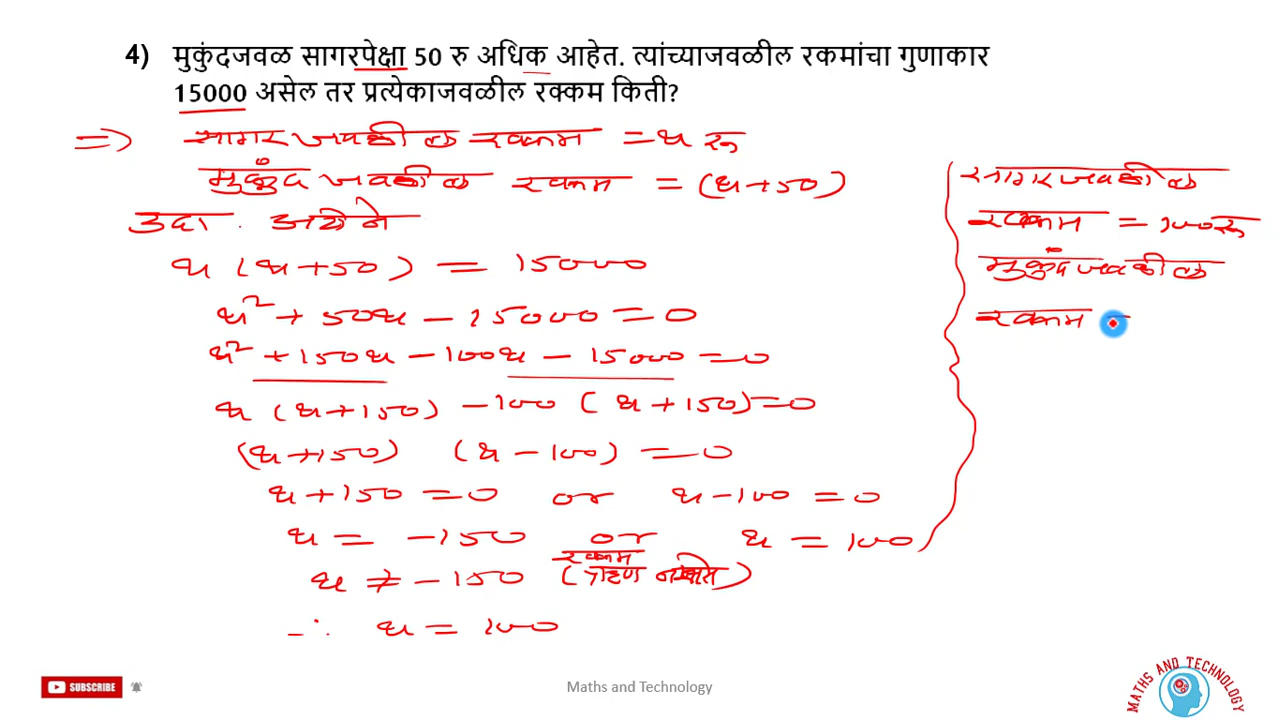 4) मुकुंदजवळ सागरपेक्षा 50 रु अधिक आहेत. त्यांच्याजवळील रकमांचा गुणाकार
15000 असेल तर प्रत्येकाजवळील रक्कम किती?
=> सागरजवळील रक्कम = x रु
मुकुंदजवळील रक्कम = (x+50)
उदा. अटीने
x (x+50) = 15000
x² + 50x - 15000 = 0
x² + 150x - 100x - 15000 = 0
x (x+150) - 100 (x+150) = 0
(x+150) (x-100) = 0
x+150 = 0 or x-100 = 0
x = -150 or x = 100
x ≠ -150 (रक्कम ऋण नसते)
∴ x = 100
सागरजवळील
रक्कम = 100रु
मुकुंदजवळील
रक्कम =
SUBSCRIBE
Maths and Technology
MATHS AND TECHNOLOGY